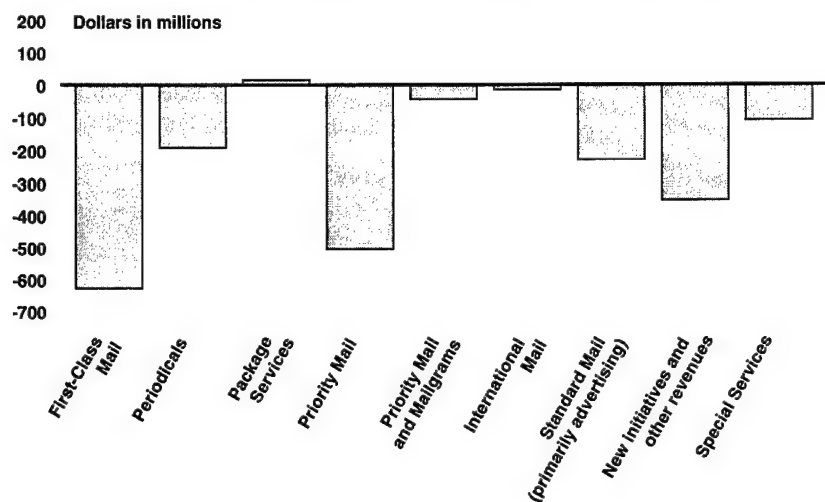 200 Dollars in millions
100
0
-100
-200
-300
-400
-500
-600
-700
First-Class
Mail
Periodicals
Package
Services
Priority Mail
Priority Mail
and Mailgrams
International
Mail
Standard Mail
(primarily advertising)
New initiatives and
other revenues
Special Services